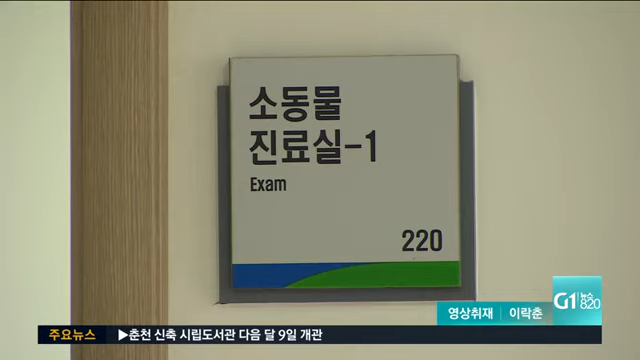 소동물
진료실-1
Exam
220
G1 뉴스 820
영상취재 이락춘
주요뉴스 ▶춘천 신축 시립도서관 다음 달 9일 개관